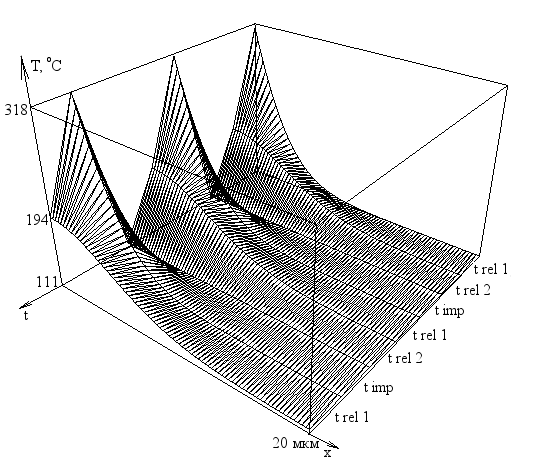 T, °C
318
194
111
t
t rel 1
t rel 2
t imp
t rel 1
t rel 2
t imp
t rel 1
20 мкм
x